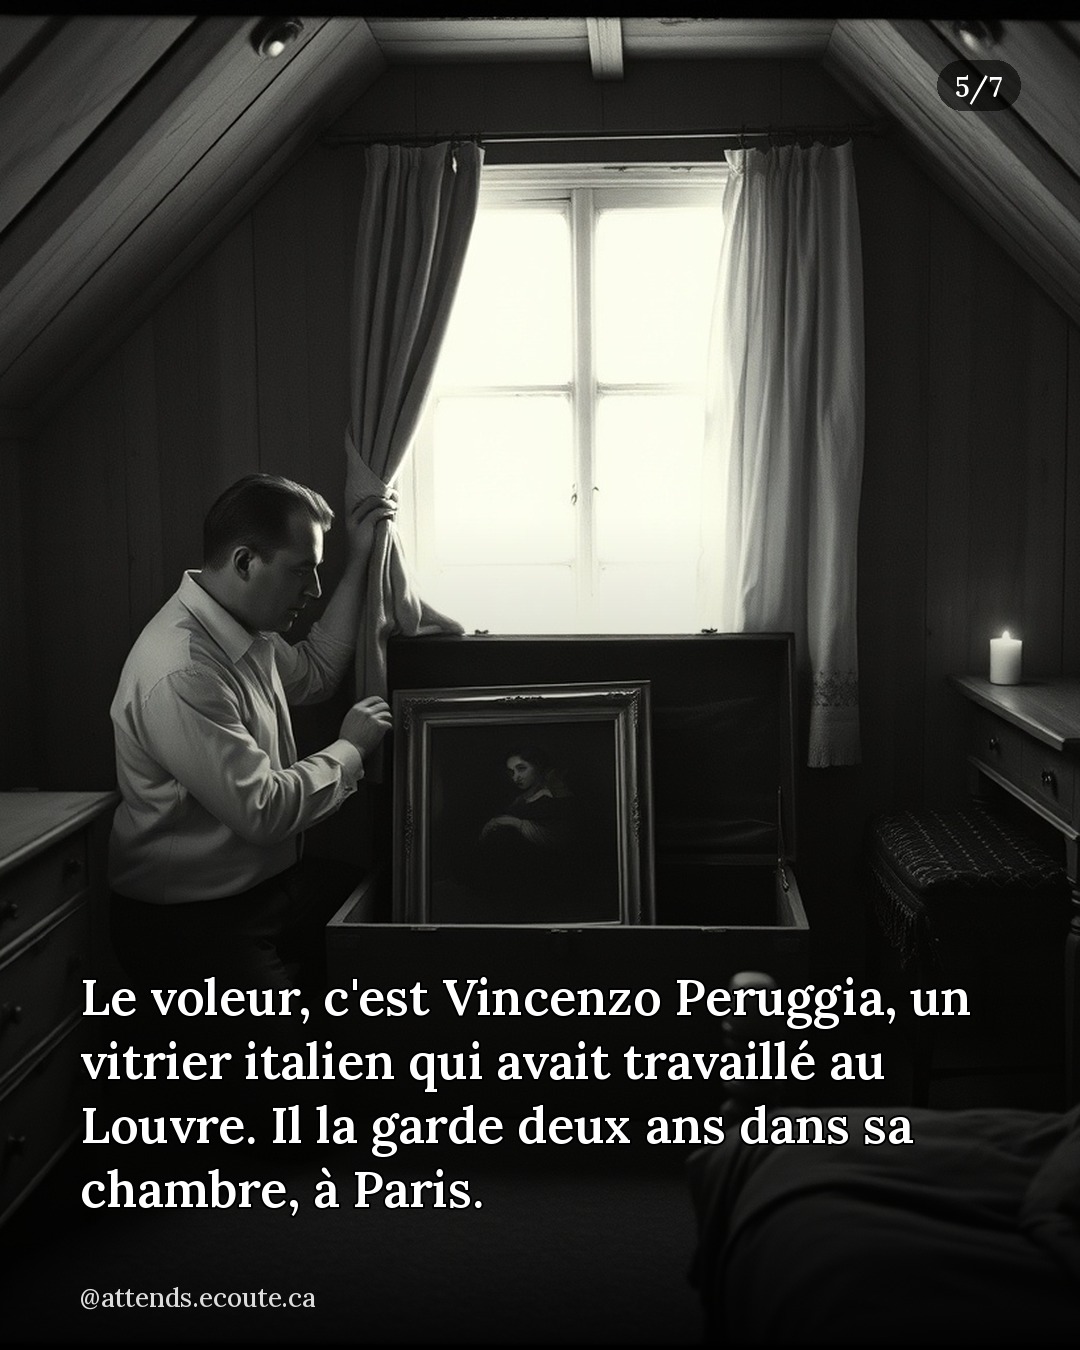 5/7
Le voleur, c'est Vincenzo Peruggia, un
vitrier italien qui avait travaillé au
Louvre. Il la garde deux ans dans sa
chambre, à Paris.
@attends.ecoute.ca